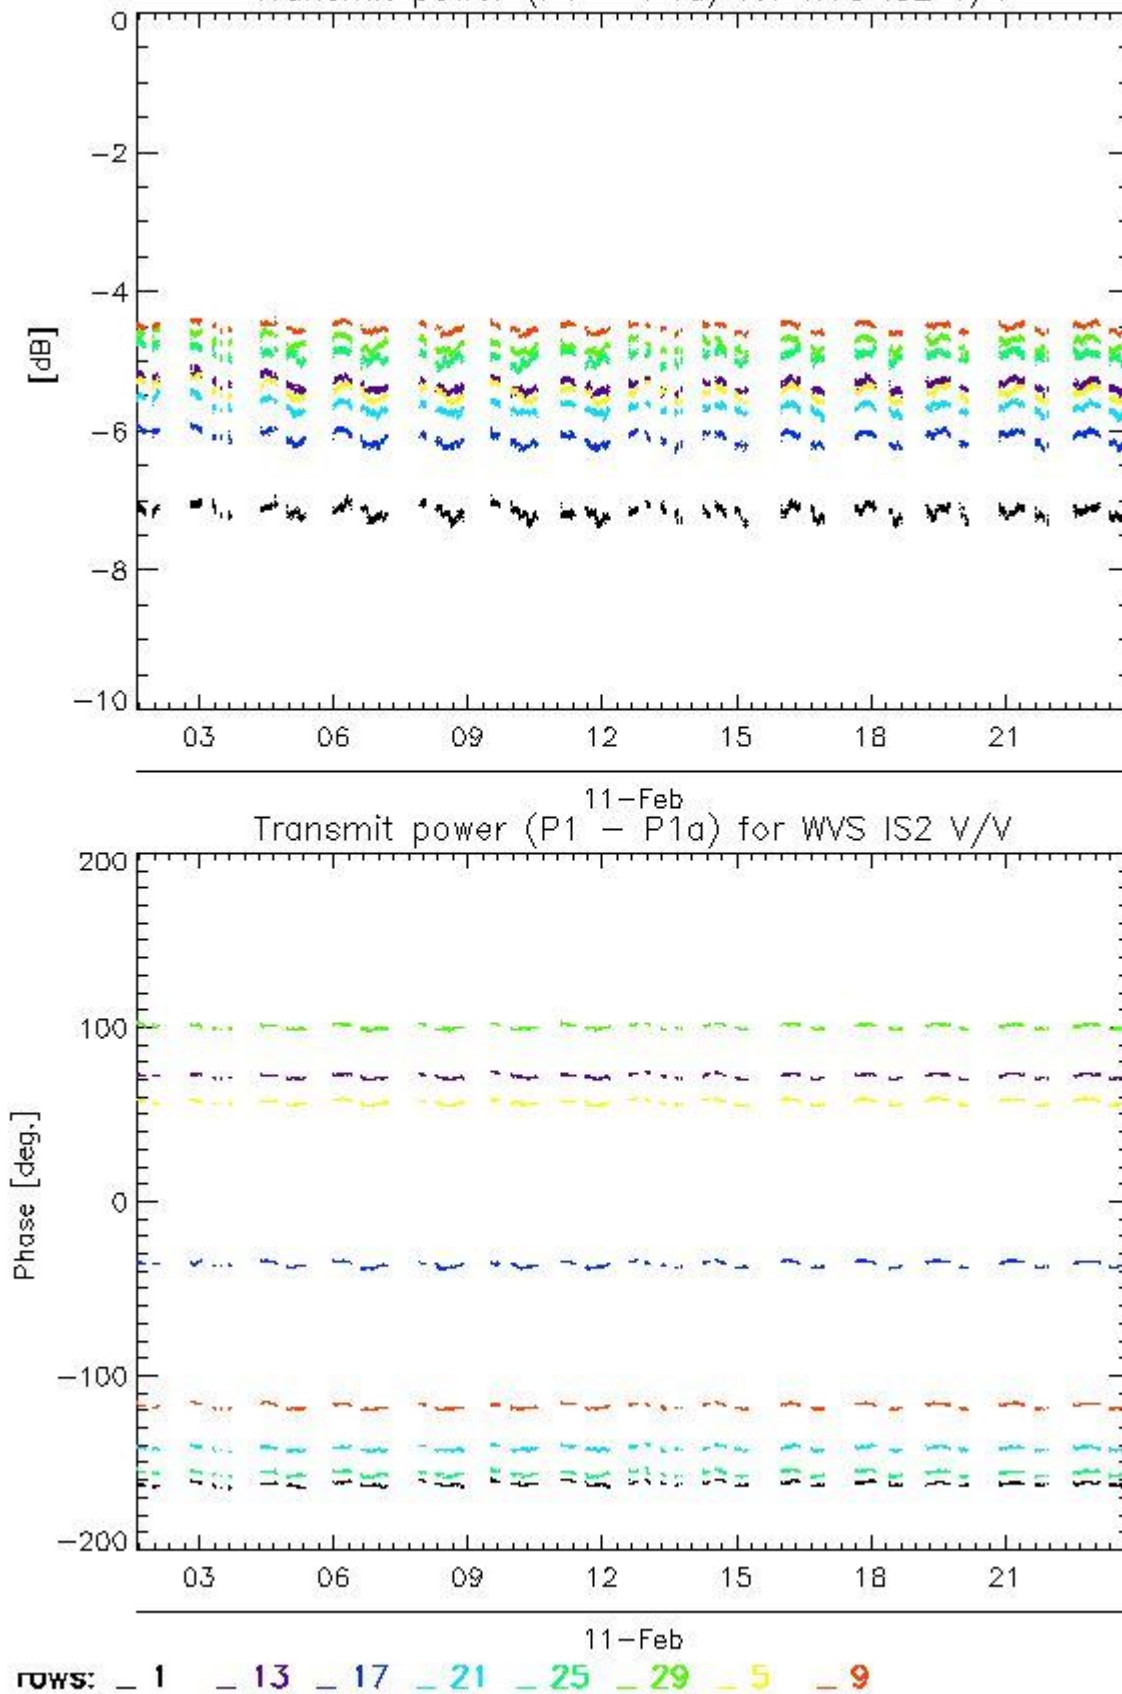 0
−2
−4
[dB]
−6
−8
−10
03 06 09 12 15 18 21
11−Feb
Transmit power (P1 − P1a) for WVS IS2 V/V
200
100
Phase [deg.]
0
−100
−200
03 06 09 12 15 18 21
11−Feb
rows: _ 1 _ 13 _ 17 _ 21 _ 25 _ 29 _ 5 _ 9